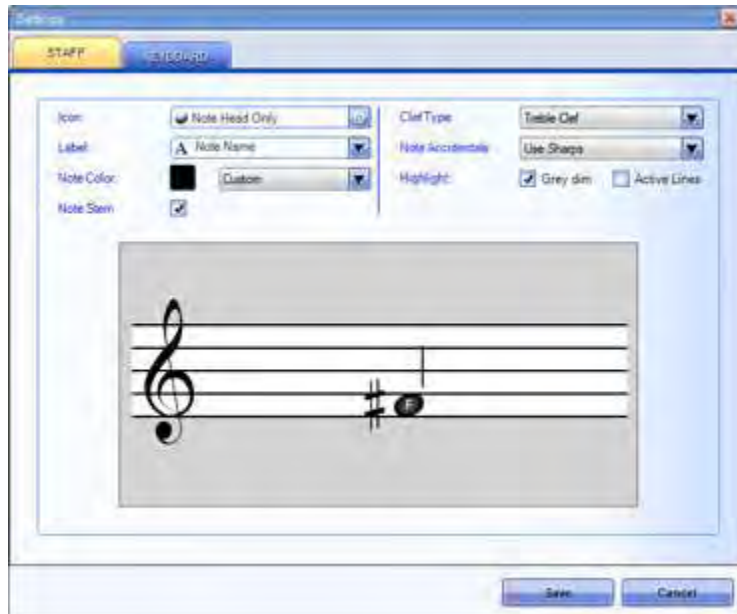 Settings
STAFF
KEYBOARD
Icon: Note Head Only
Label: A Note Name
Note Color: Custom
Note Stem
Clef Type Treble Clef
Note Accidentals Use Sharps
Highlight: Grey dim Active Lines
F
Save Cancel